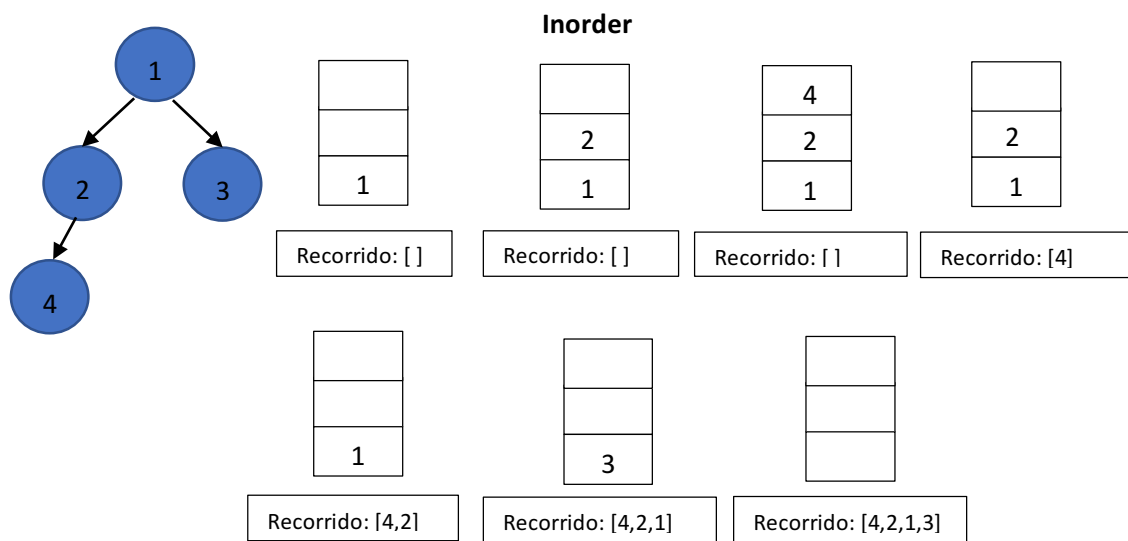 Inorder
1
2
3
4
1
2
1
4
2
1
2
1
Recorrido: [ ]
Recorrido: [ ]
Recorrido: [ ]
Recorrido: [4]
1
3
Recorrido: [4,2]
Recorrido: [4,2,1]
Recorrido: [4,2,1,3]